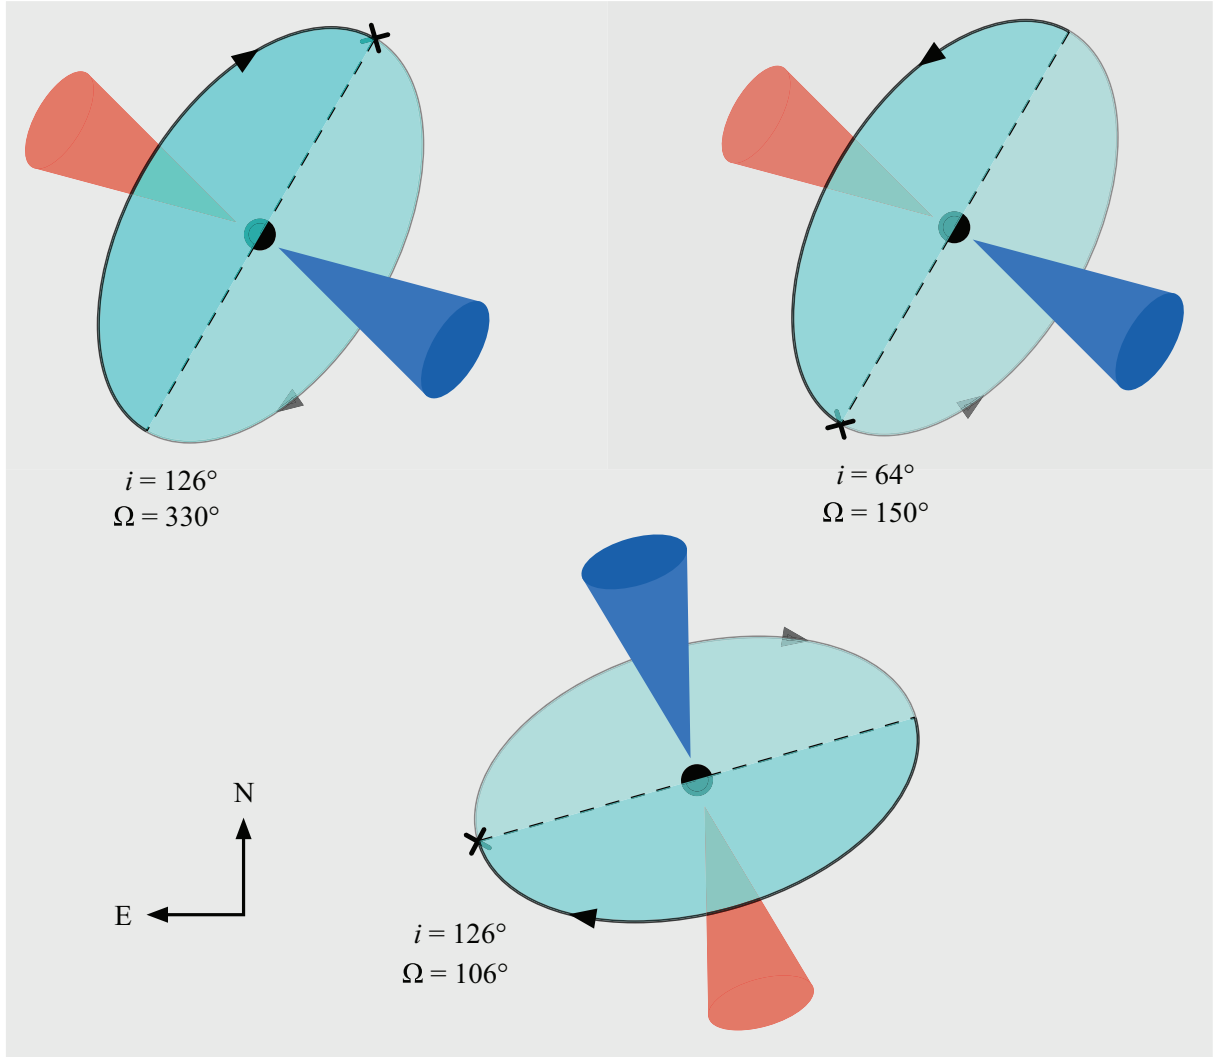 i = 126°
Ω = 330°
i = 64°
Ω = 150°
N
E
i = 126°
Ω = 106°